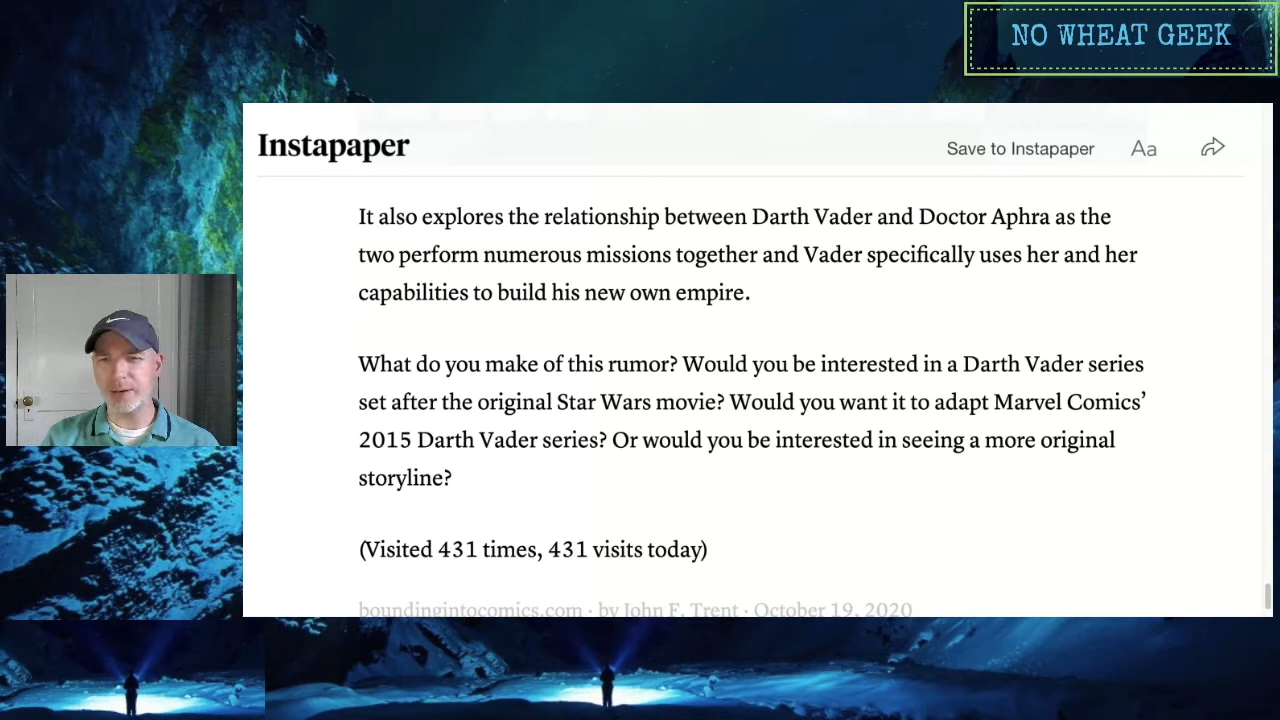 NO WHEAT GEEK
Instapaper
Save to Instapaper Aa
It also explores the relationship between Darth Vader and Doctor Aphra as the
two perform numerous missions together and Vader specifically uses her and her
capabilities to build his new own empire.
What do you make of this rumor? Would you be interested in a Darth Vader series
set after the original Star Wars movie? Would you want it to adapt Marvel Comics’
2015 Darth Vader series? Or would you be interested in seeing a more original
storyline?
(Visited 431 times, 431 visits today)
boundingintocomics.com · by John F. Trent · October 19, 2020